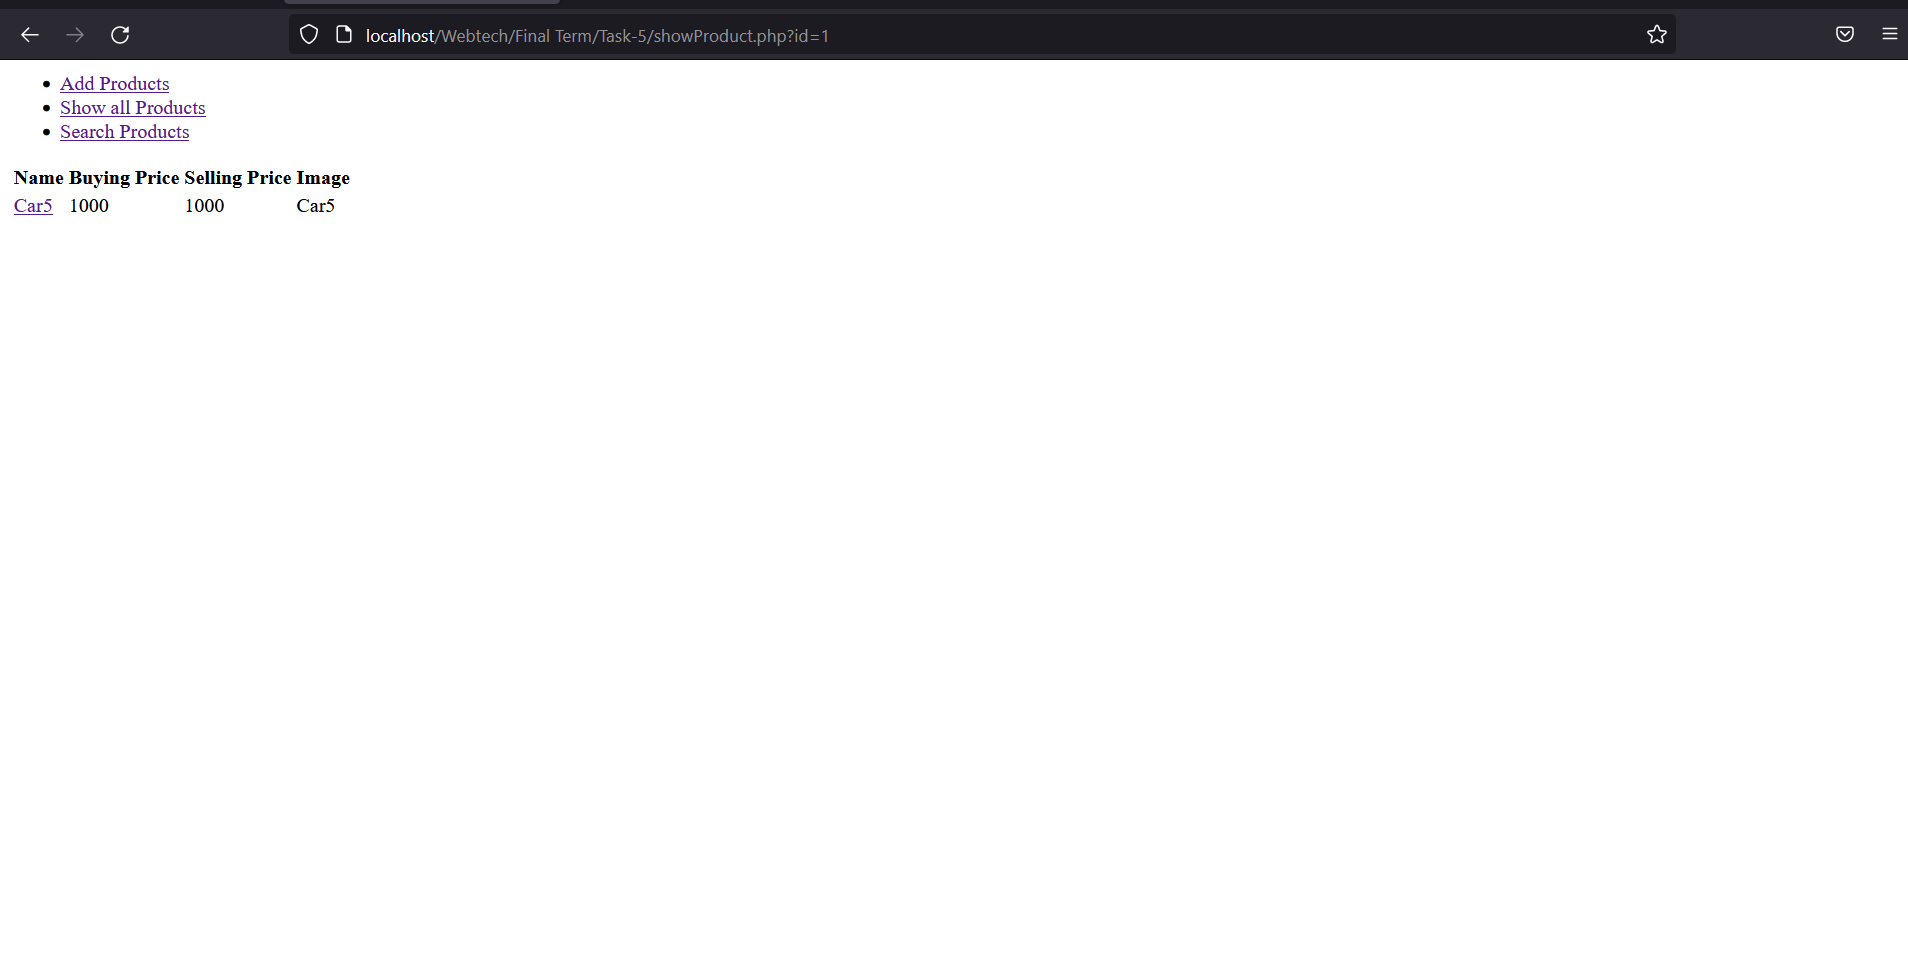 localhost/Webtech/Final Term/Task-5/showProduct.php?id=1
Add Products
Show all Products
Search Products
Name Buying Price Selling Price Image
Car5 1000 1000 Car5